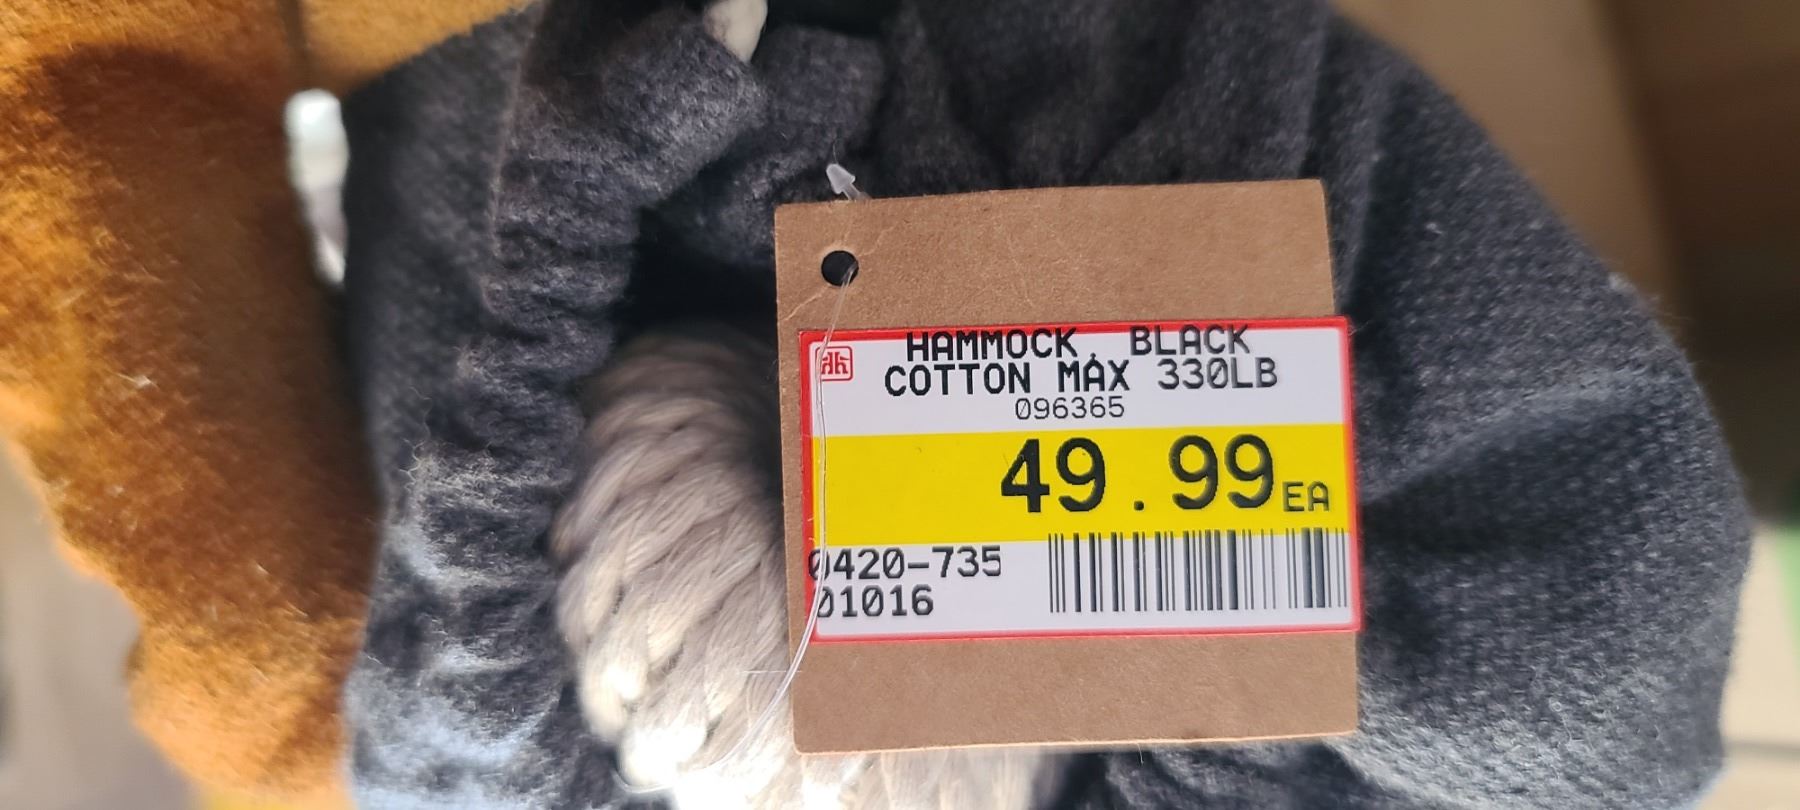 HAMMOCK, BLACK
COTTON MAX 330LB
096365
49.99EA
0420-735
01016